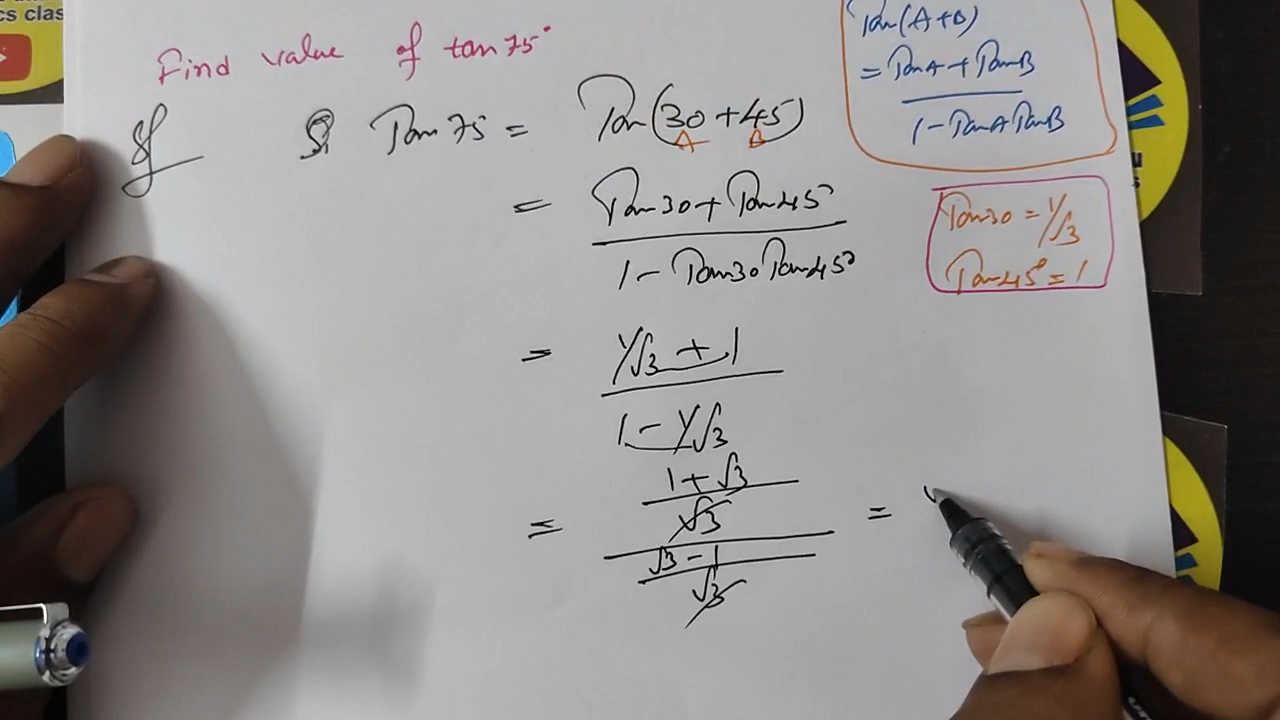 cs clas
Find value of tan 75°
Sol Tan 75 = Tan(30 + 45)
A B
= Tan 30 + Tan 45°
1 - Tan 30 Tan 45°
= 1/√3 + 1
1 - 1/√3
= 1 + √3
√3
√3 - 1
√3
=
Tan(A+B)
= TanA + TanB
1 - TanA TanB
Tan 30 = 1/√3
Tan 45° = 1